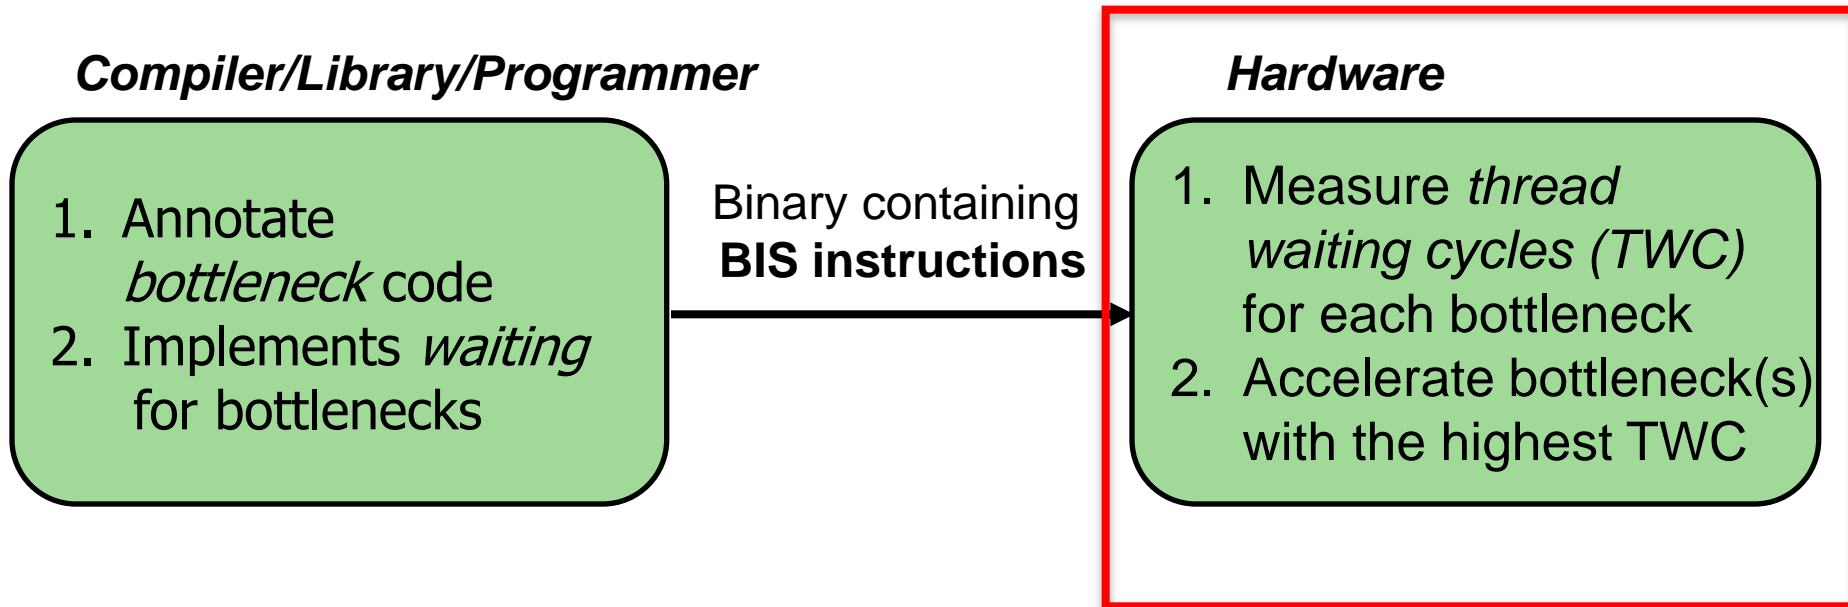 Compiler/Library/Programmer
1. Annotate
bottleneck code
2. Implements waiting
for bottlenecks
Binary containing
BIS instructions
Hardware
1. Measure thread
waiting cycles (TWC)
for each bottleneck
2. Accelerate bottleneck(s)
with the highest TWC